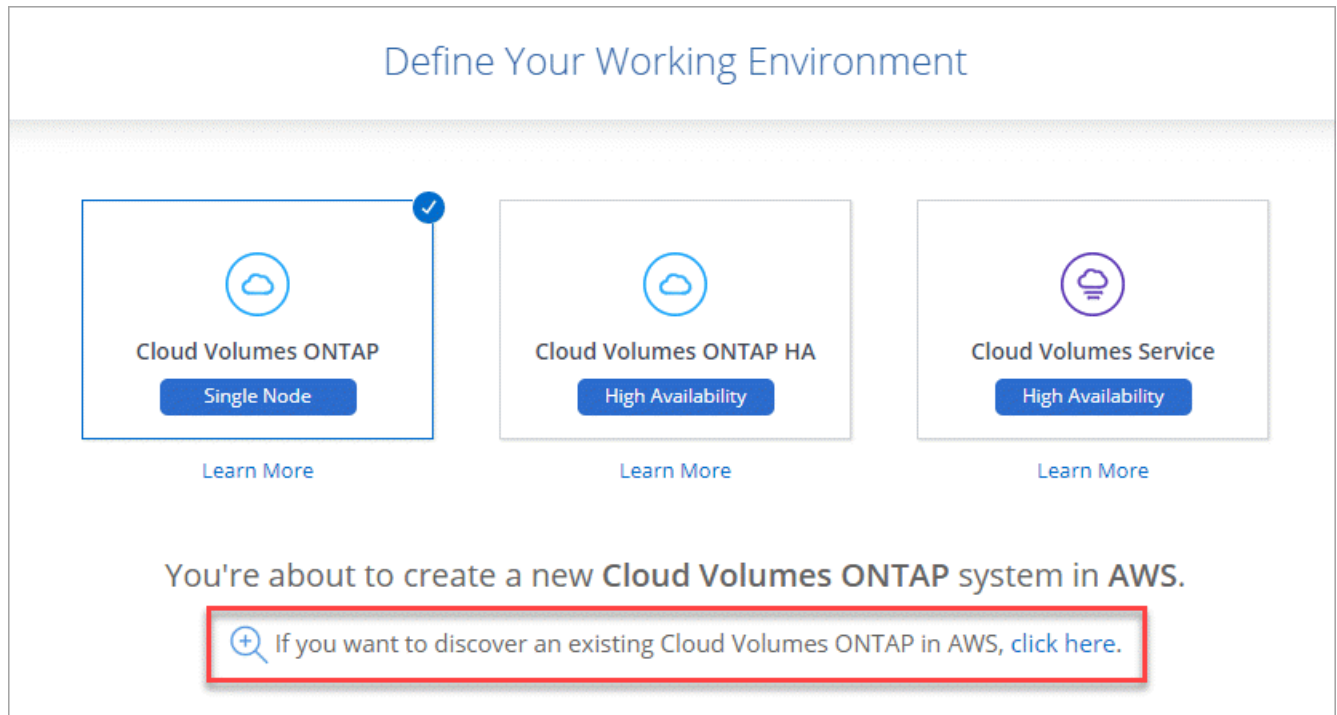 Define Your Working Environment
Cloud Volumes ONTAP
Single Node
Learn More
Cloud Volumes ONTAP HA
High Availability
Learn More
Cloud Volumes Service
High Availability
Learn More
You're about to create a new Cloud Volumes ONTAP system in AWS.
If you want to discover an existing Cloud Volumes ONTAP in AWS, click here.